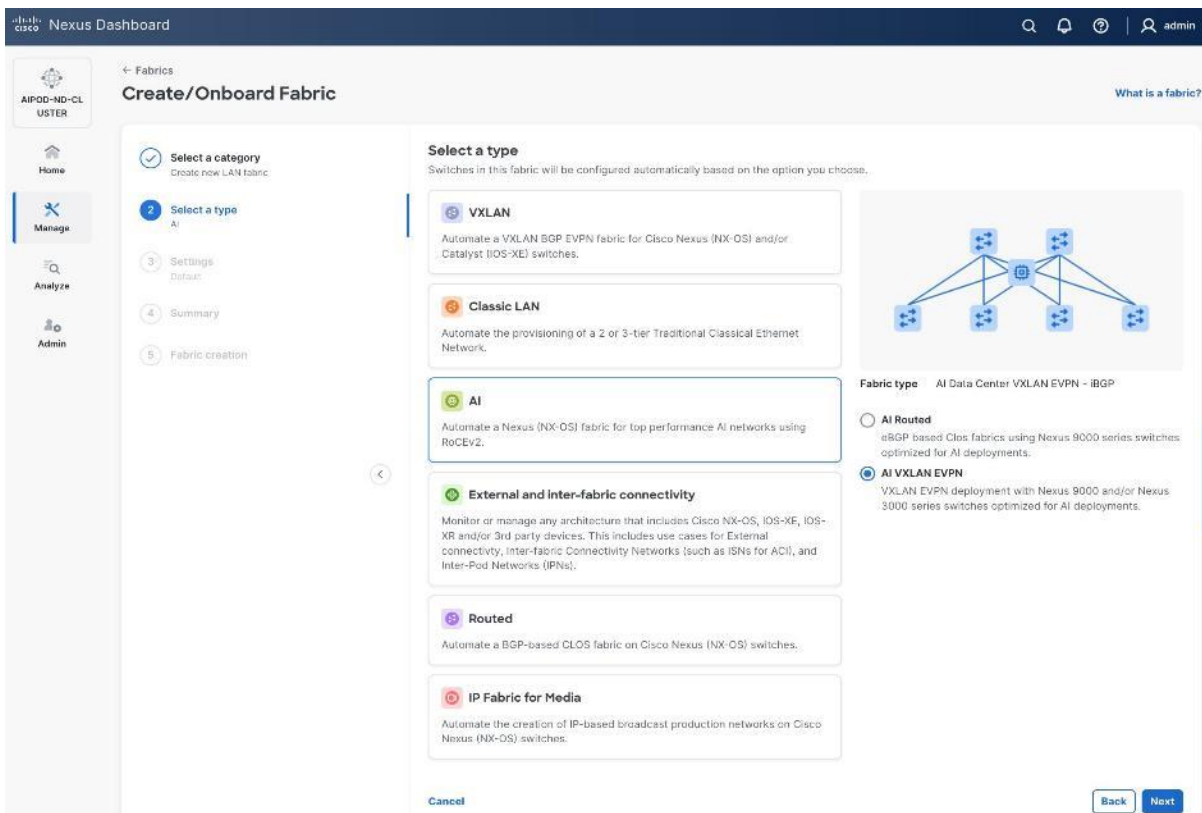 cisco Nexus Dashboard
admin
AIPOD-ND-CL
USTER
Home
Manage
Analyze
Admin
← Fabrics
Create/Onboard Fabric
What is a fabric?
Select a category
Create new LAN fabric
2 Select a type
AI
3 Settings
Default
4 Summary
5 Fabric creation
Select a type
Switches in this fabric will be configured automatically based on the option you choose.
VXLAN
Automate a VXLAN BGP EVPN fabric for Cisco Nexus (NX-OS) and/or
Catalyst (IOS-XE) switches.
Classic LAN
Automate the provisioning of a 2 or 3-tier Traditional Classical Ethernet
Network.
AI
Automate a Nexus (NX-OS) fabric for top performance AI networks using
RoCEv2.
External and inter-fabric connectivity
Monitor or manage any architecture that includes Cisco NX-OS, IOS-XE, IOS-
XR and/or 3rd party devices. This includes use cases for External
connectivty, Inter-fabric Connectivity Networks (such as ISNs for ACI), and
Inter-Pod Networks (IPNs).
Routed
Automate a BGP-based CLOS fabric on Cisco Nexus (NX-OS) switches.
IP Fabric for Media
Automate the creation of IP-based broadcast production networks on Cisco
Nexus (NX-OS) switches.
Fabric type AI Data Center VXLAN EVPN - iBGP
AI Routed
eBGP based Clos fabrics using Nexus 9000 series switches
optimized for AI deployments.
AI VXLAN EVPN
VXLAN EVPN deployment with Nexus 9000 and/or Nexus
3000 series switches optimized for AI deployments.
Cancel
Back
Next